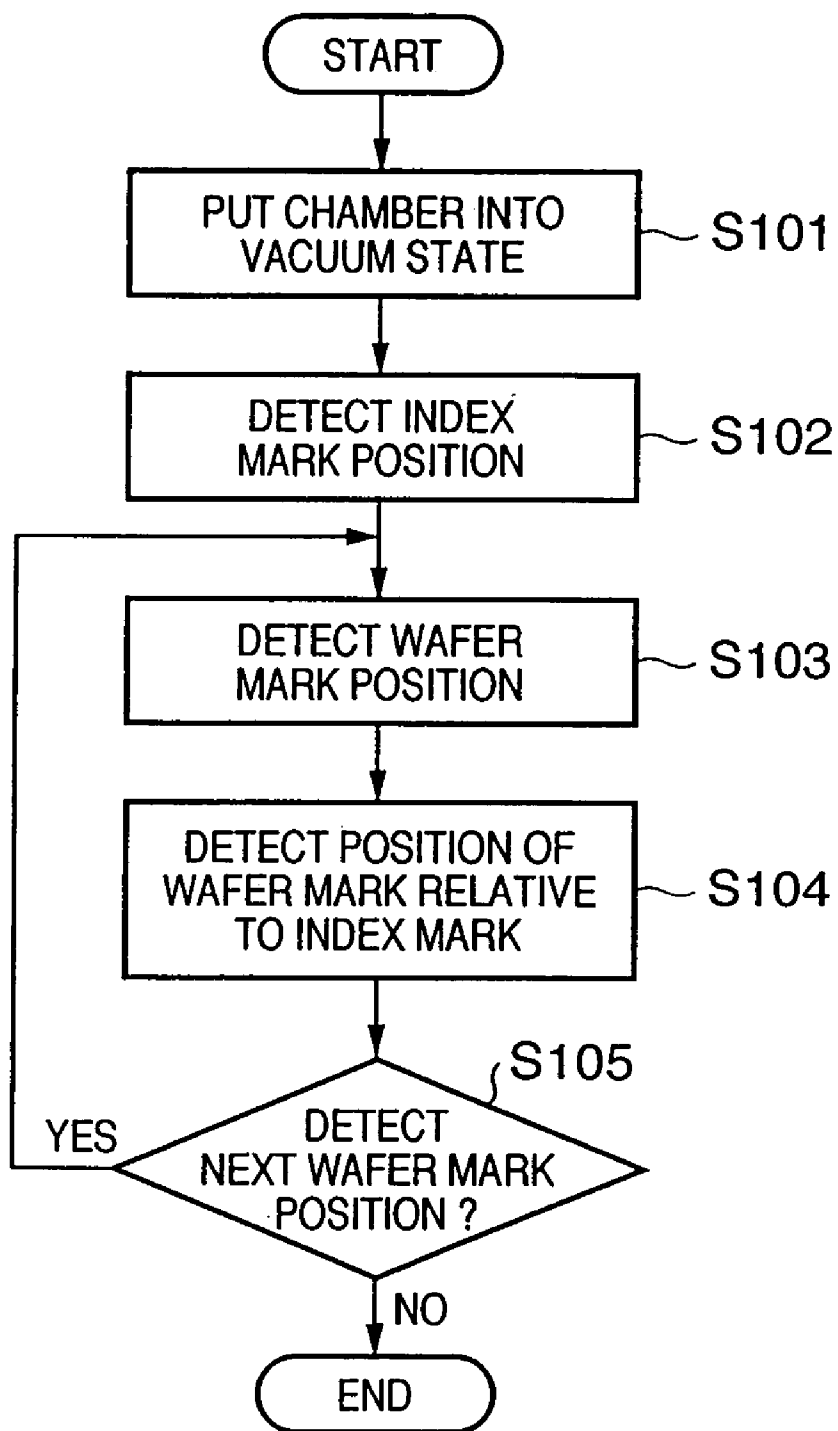 START
PUT CHAMBER INTO
VACUUM STATE
S101
DETECT INDEX
MARK POSITION
S102
DETECT WAFER
MARK POSITION
S103
DETECT POSITION OF
WAFER MARK RELATIVE
TO INDEX MARK
S104
S105
DETECT
NEXT WAFER MARK
POSITION ?
YES
NO
END